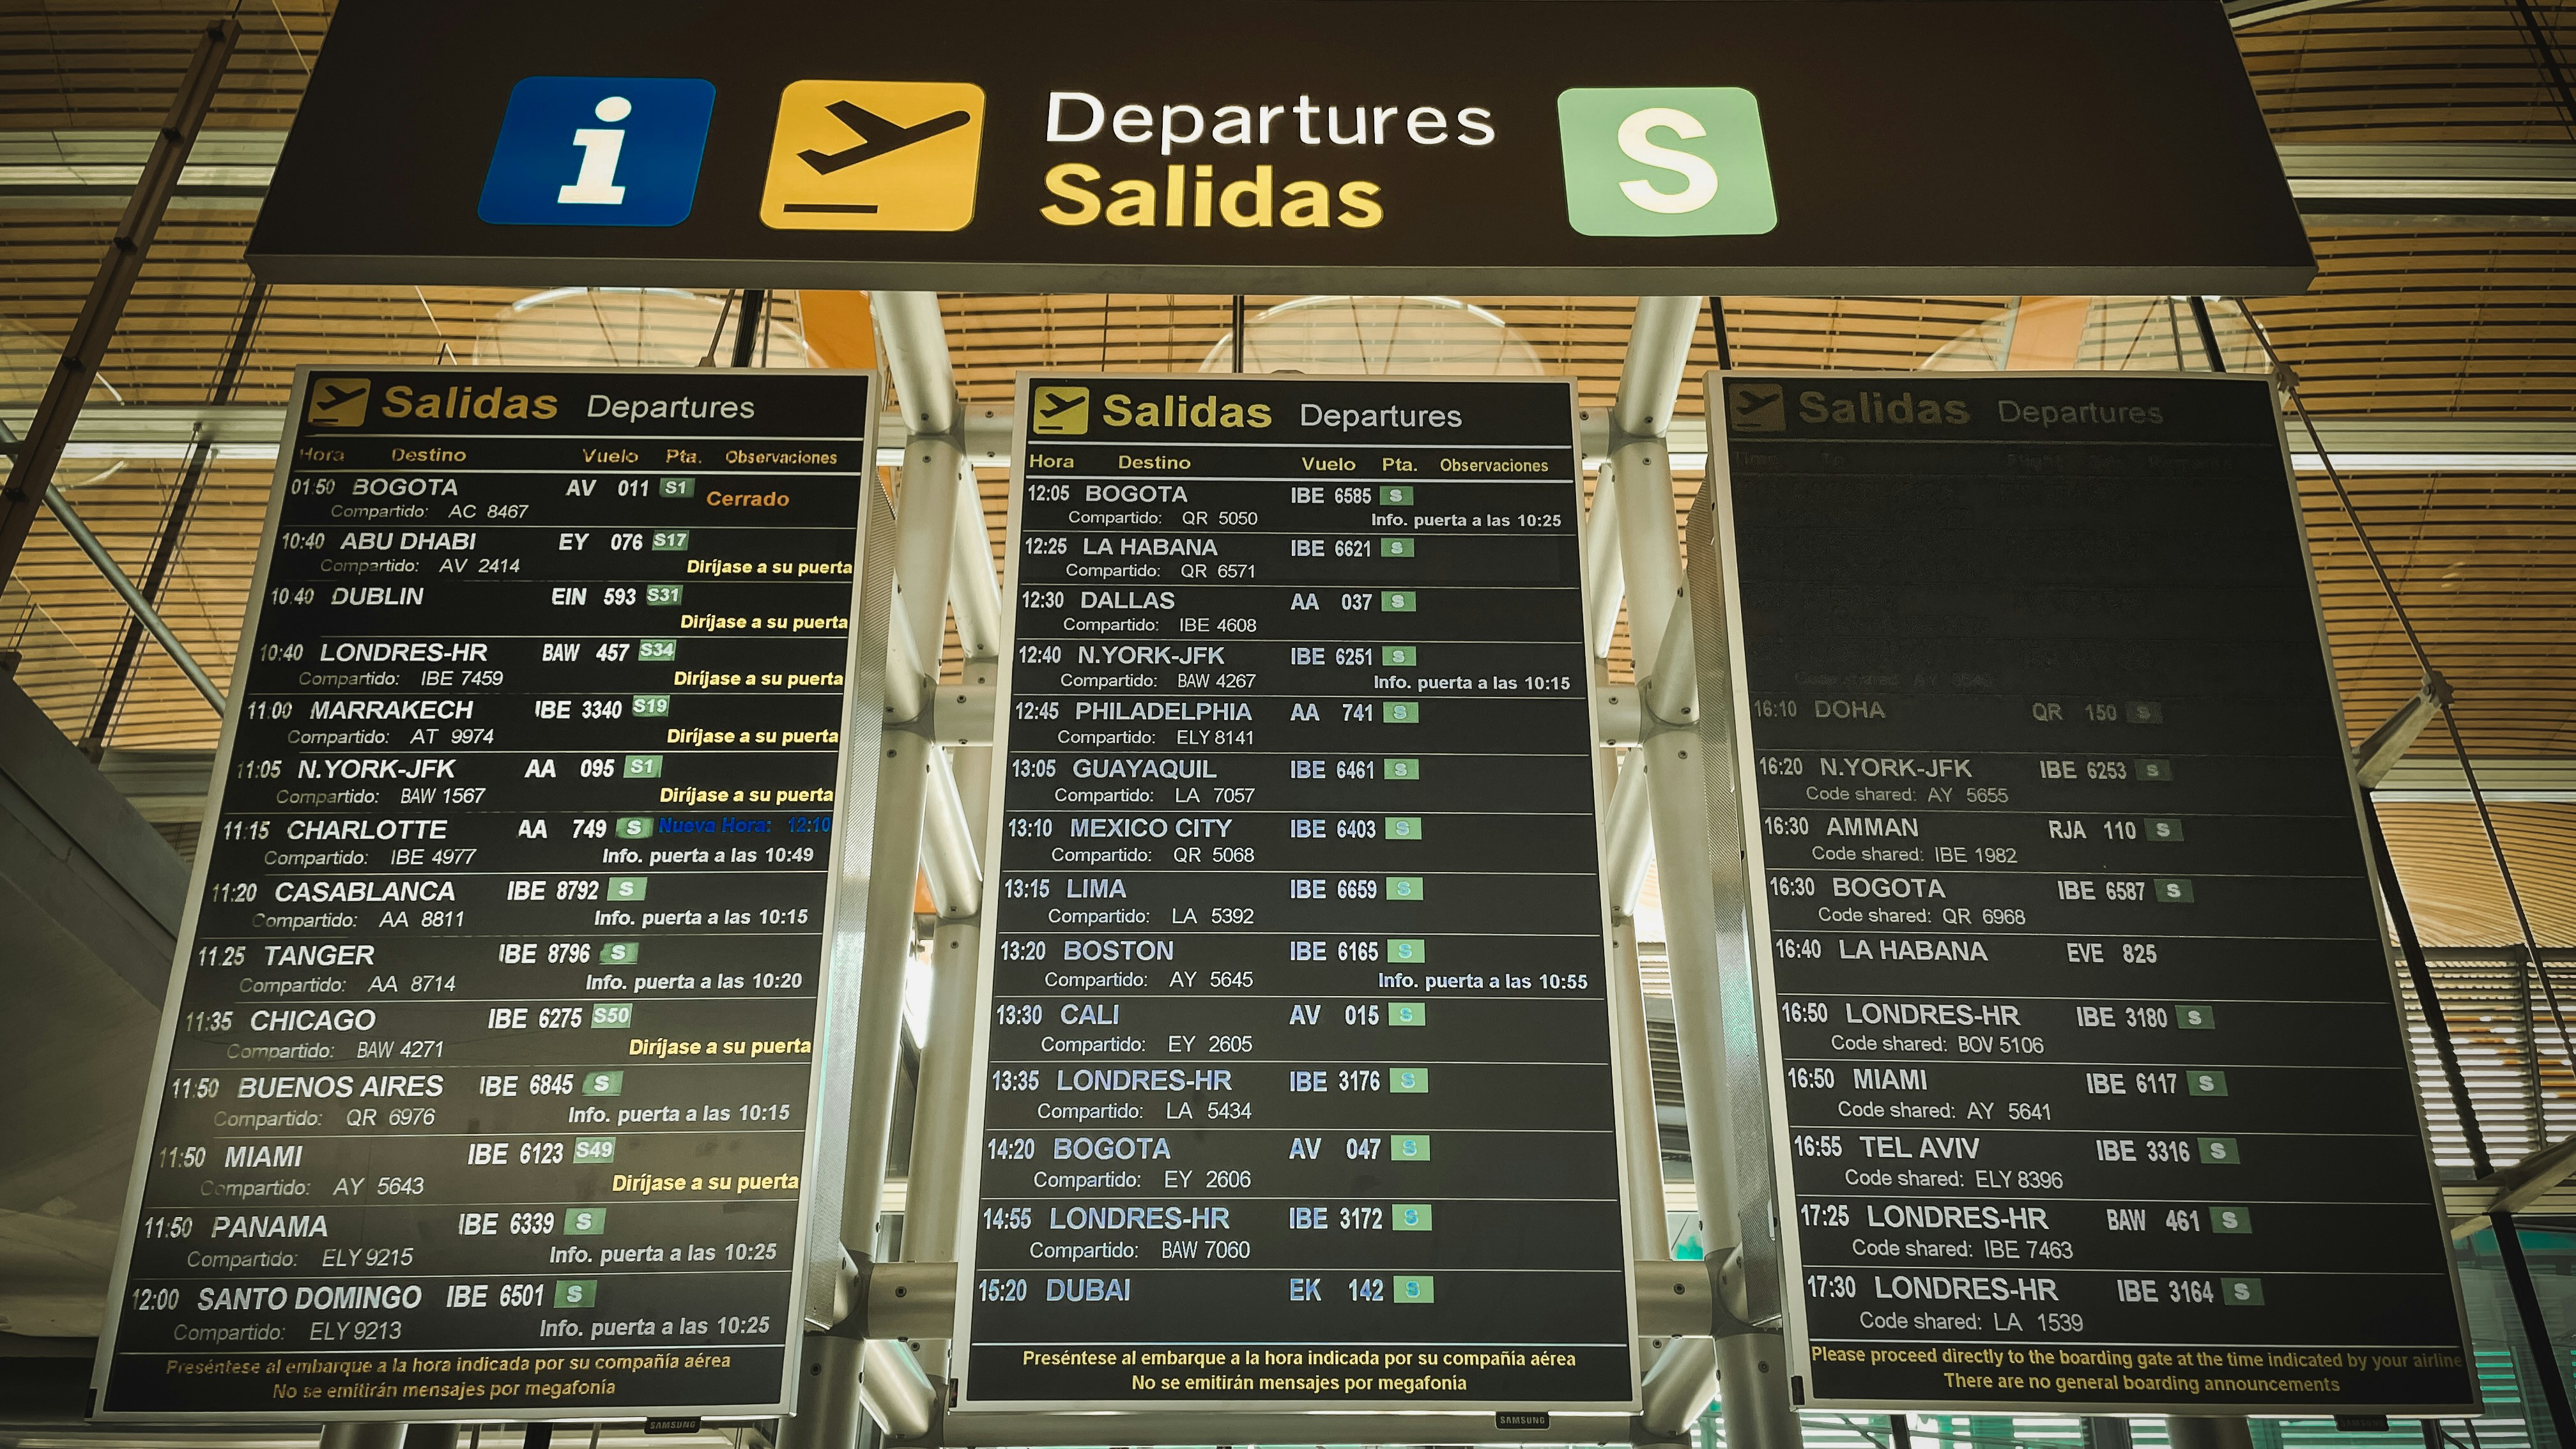 i
Departures
Salidas
S
Salidas Departures
Hora Destino Vuelo Pta. Observaciones
01:50 BOGOTA AV 011 S1 Cerrado
Compartido: AC 8467
10:40 ABU DHABI EY 076 S17
Compartido: AV 2414 Diríjase a su puerta
10:40 DUBLIN EIN 593 S31
Diríjase a su puerta
10:40 LONDRES-HR BAW 457 S34
Compartido: IBE 7459 Diríjase a su puerta
11:00 MARRAKECH IBE 3340 S19
Compartido: AT 9974 Diríjase a su puerta
11:05 N.YORK-JFK AA 095 S1
Compartido: BAW 1567 Diríjase a su puerta
11:15 CHARLOTTE AA 749 S Nueva Hora: 12:10
Compartido: IBE 4977 Info. puerta a las 10:49
11:20 CASABLANCA IBE 8792 S
Compartido: AA 8811 Info. puerta a las 10:15
11:25 TANGER IBE 8796 S
Compartido: AA 8714 Info. puerta a las 10:20
11:35 CHICAGO IBE 6275 S50
Compartido: BAW 4271 Diríjase a su puerta
11:50 BUENOS AIRES IBE 6845 S
Compartido: QR 6976 Info. puerta a las 10:15
11:50 MIAMI IBE 6123 S49
Compartido: AY 5643 Diríjase a su puerta
11:50 PANAMA IBE 6339 S
Compartido: ELY 9215 Info. puerta a las 10:25
12:00 SANTO DOMINGO IBE 6501 S
Compartido: ELY 9213 Info. puerta a las 10:25
Preséntese al embarque a la hora indicada por su compañía aérea
No se emitirán mensajes por megafonía
SAMSUNG
Salidas Departures
Hora Destino Vuelo Pta. Observaciones
12:05 BOGOTA IBE 6585 S
Compartido: QR 5050 Info. puerta a las 10:25
12:25 LA HABANA IBE 6621 S
Compartido: QR 6571
12:30 DALLAS AA 037 S
Compartido: IBE 4608
12:40 N.YORK-JFK IBE 6251 S
Compartido: BAW 4267 Info. puerta a las 10:15
12:45 PHILADELPHIA AA 741 S
Compartido: ELY 8141
13:05 GUAYAQUIL IBE 6461 S
Compartido: LA 7057
13:10 MEXICO CITY IBE 6403 S
Compartido: QR 5068
13:15 LIMA IBE 6659 S
Compartido: LA 5392
13:20 BOSTON IBE 6165 S
Compartido: AY 5645 Info. puerta a las 10:55
13:30 CALI AV 015 S
Compartido: EY 2605
13:35 LONDRES-HR IBE 3176 S
Compartido: LA 5434
14:20 BOGOTA AV 047 S
Compartido: EY 2606
14:55 LONDRES-HR IBE 3172 S
Compartido: BAW 7060
15:20 DUBAI EK 142 S
Preséntese al embarque a la hora indicada por su compañía aérea
No se emitirán mensajes por megafonía
SAMSUNG
Salidas Departures
Code shared: AY
16:10 DOHA QR 150 S
16:20 N.YORK-JFK IBE 6253 S
Code shared: AY 5655
16:30 AMMAN RJA 110 S
Code shared: IBE 1982
16:30 BOGOTA IBE 6587 S
Code shared: QR 6968
16:40 LA HABANA EVE 825
16:50 LONDRES-HR IBE 3180 S
Code shared: BOV 5106
16:50 MIAMI IBE 6117 S
Code shared: AY 5641
16:55 TEL AVIV IBE 3316 S
Code shared: ELY 8396
17:25 LONDRES-HR BAW 461 S
Code shared: IBE 7463
17:30 LONDRES-HR IBE 3164 S
Code shared: LA 1539
Please proceed directly to the boarding gate at the time indicated by your airline
There are no general boarding announcements
SAMSUNG